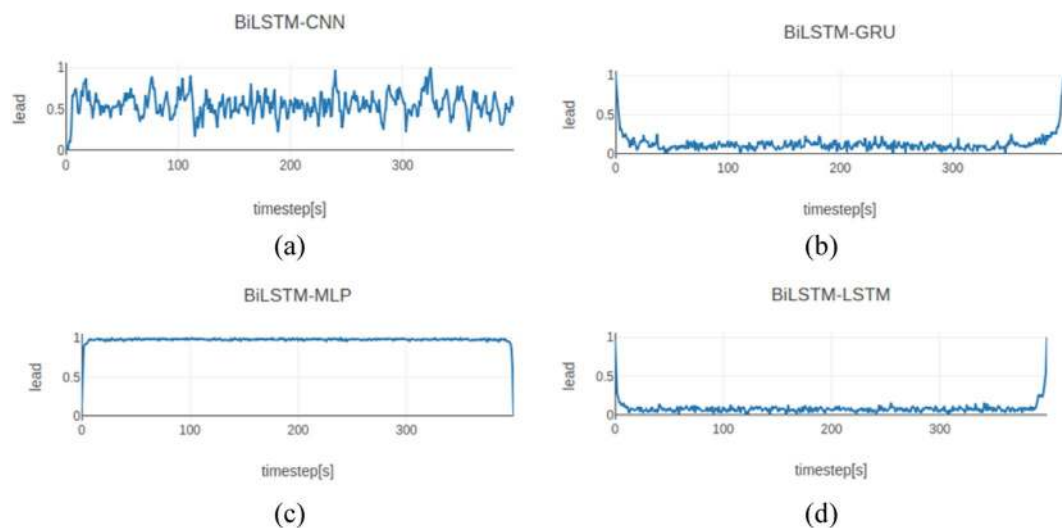 BiLSTM-CNN
1
0.5
0
lead
0
100
200
300
timestep[s]
(a)
BiLSTM-GRU
1
0.5
0
lead
0
100
200
300
timestep[s]
(b)
BiLSTM-MLP
1
0.5
0
lead
0
100
200
300
timestep[s]
(c)
BiLSTM-LSTM
1
0.5
0
lead
0
100
200
300
timestep[s]
(d)